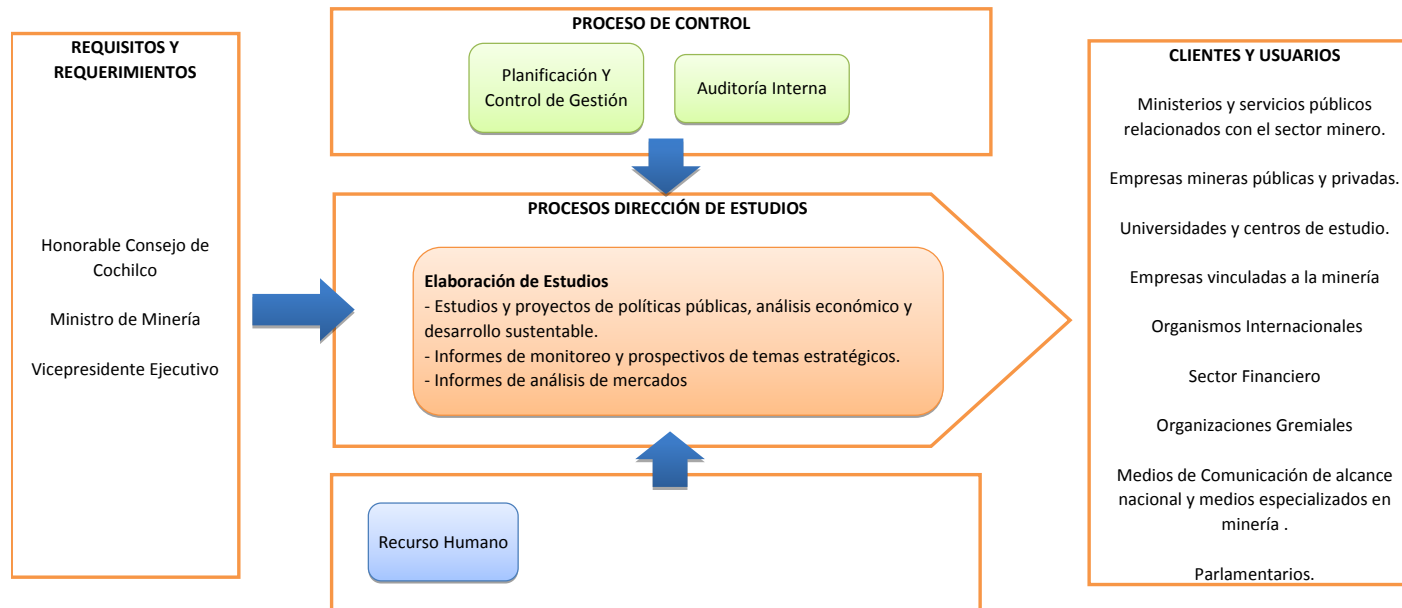 REQUISITOS Y
REQUERIMIENTOS
Honorable Consejo de
Cochilco
Ministro de Minería
Vicepresidente Ejecutivo
PROCESO DE CONTROL
Planificación Y
Control de Gestión
Auditoría Interna
PROCESOS DIRECCIÓN DE ESTUDIOS
Elaboración de Estudios
- Estudios y proyectos de políticas públicas, análisis económico y
desarrollo sustentable.
- Informes de monitoreo y prospectivos de temas estratégicos.
- Informes de análisis de mercados
Recurso Humano
CLIENTES Y USUARIOS
Ministerios y servicios públicos
relacionados con el sector minero.
Empresas mineras públicas y privadas.
Universidades y centros de estudio.
Empresas vinculadas a la minería
Organismos Internacionales
Sector Financiero
Organizaciones Gremiales
Medios de Comunicación de alcance
nacional y medios especializados en
minería .
Parlamentarios.